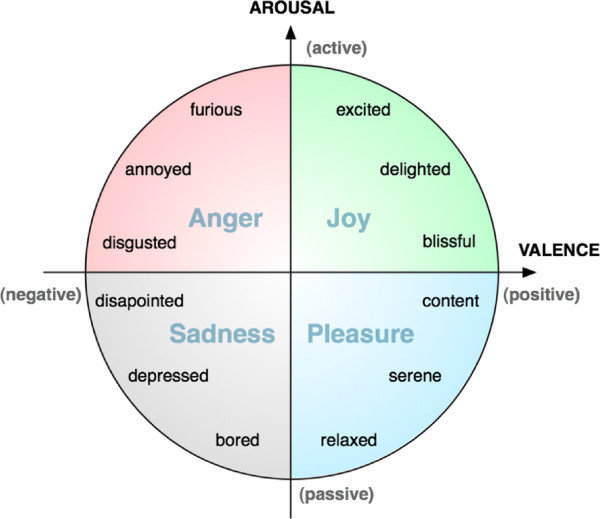 AROUSAL
(active)
furious
excited
annoyed
delighted
Anger
Joy
disgusted
blissful
VALENCE
(negative)
(positive)
disapointed
content
Sadness
Pleasure
depressed
serene
bored
relaxed
(passive)